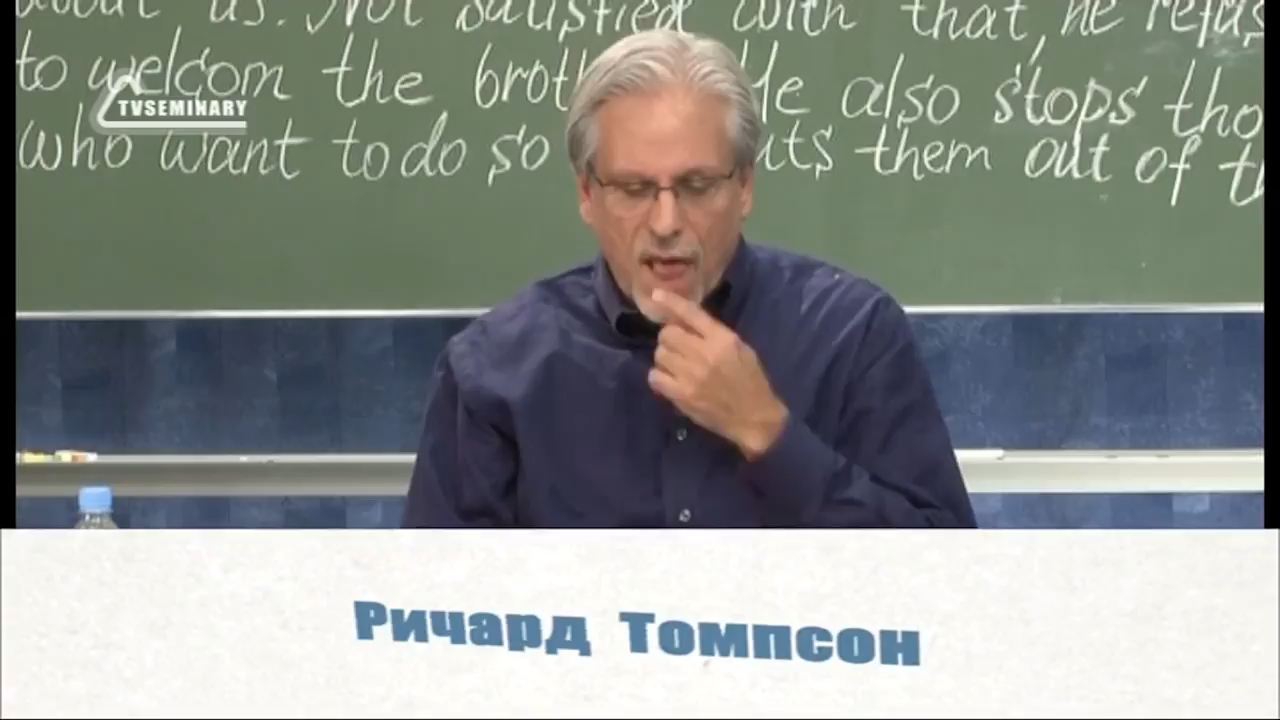 about us. Not satisfied with that, he refus
to welcom the broth He also stops tho
TVSEMINARY
who want to do so uts them out of th
Ричард Томпсон